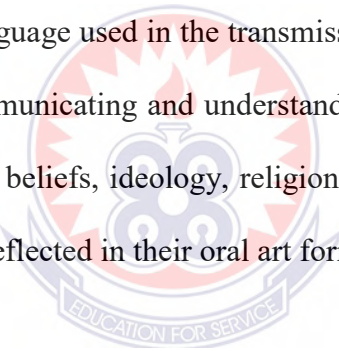 guage used in the transmiss
municating and understand
beliefs, ideology, religion
eflected in their oral art for
EDUCATION FOR SERVICE